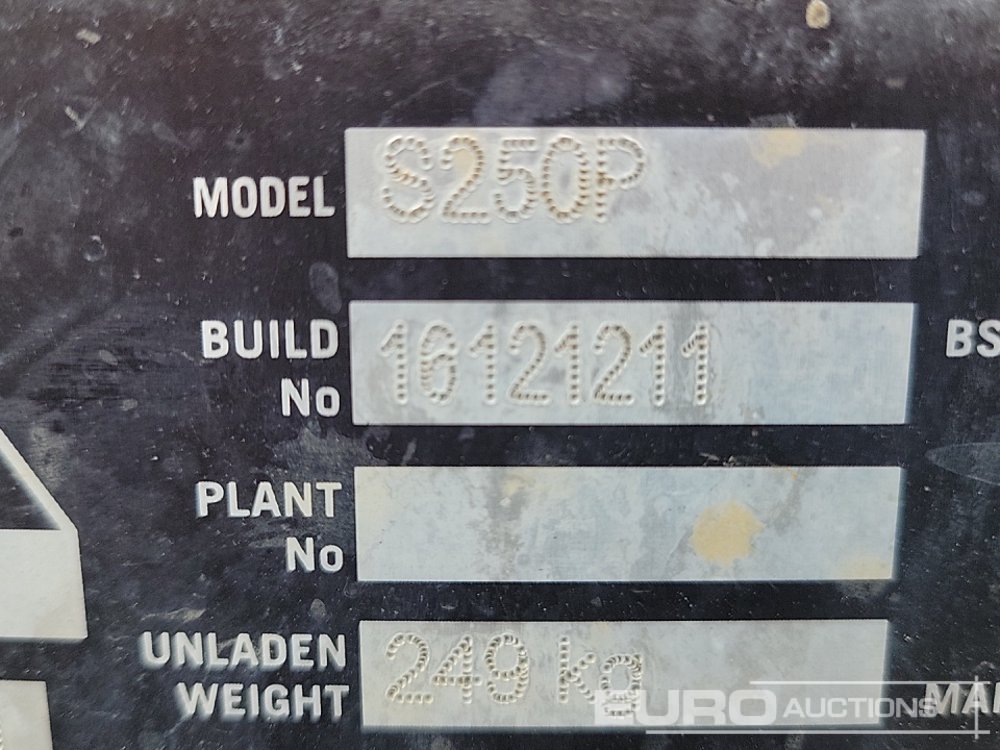 MODEL S250P
BUILD No 16121211
BS
PLANT No
UNLADEN WEIGHT 249 kg
EURO AUCTIONS